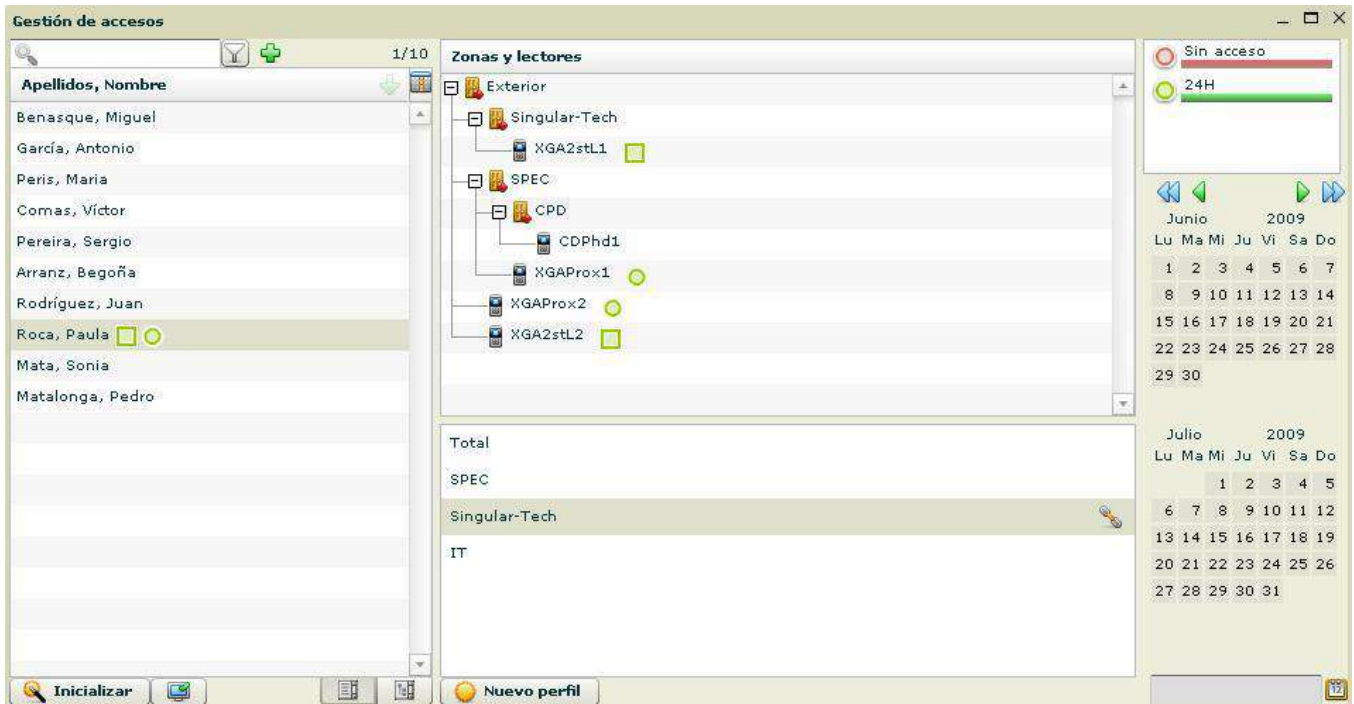 Gestión de accesos
1/10
Apellidos, Nombre
Benasque, Miguel
García, Antonio
Peris, Maria
Comas, Víctor
Pereira, Sergio
Arranz, Begoña
Rodríguez, Juan
Roca, Paula
Mata, Sonia
Matalonga, Pedro
Inicializar
Zonas y lectores
Exterior
Singular-Tech
XGA2stL1
SPEC
CPD
CDPhd1
XGAProx1
XGAProx2
XGA2stL2
Total
SPEC
Singular-Tech
IT
Nuevo perfil
Sin acceso
24H
Junio 2009
Lu Ma Mi Ju Vi Sa Do
1 2 3 4 5 6 7
8 9 10 11 12 13 14
15 16 17 18 19 20 21
22 23 24 25 26 27 28
29 30
Julio 2009
Lu Ma Mi Ju Vi Sa Do
1 2 3 4 5
6 7 8 9 10 11 12
13 14 15 16 17 18 19
20 21 22 23 24 25 26
27 28 29 30 31
12